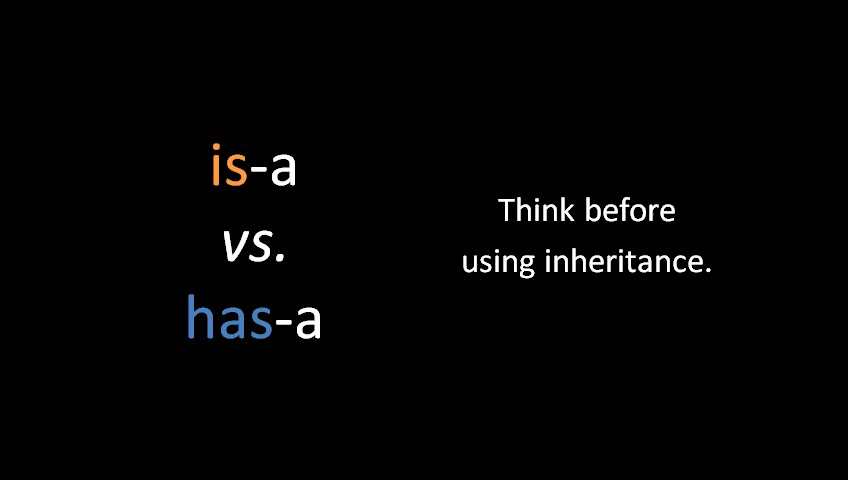 is-a
vs.
has-a
Think before
using inheritance.